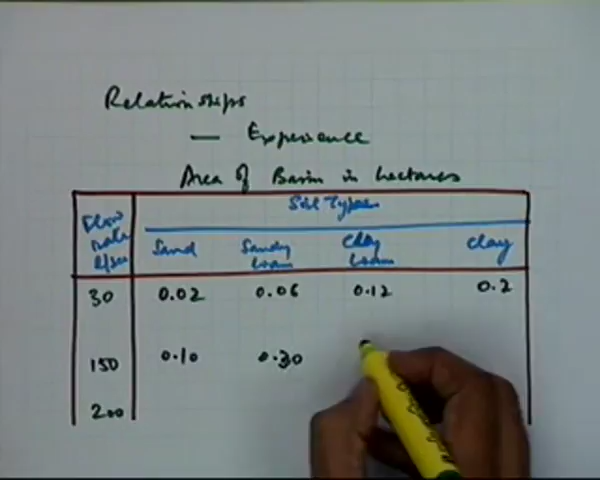 Relationships
— Experience
Area of Basin in hectares
Soil Types
Flow rate l/sec
Sand Sandy loam Clay loam Clay
30 0.02 0.06 0.12 0.2
150 0.10 0.30
200